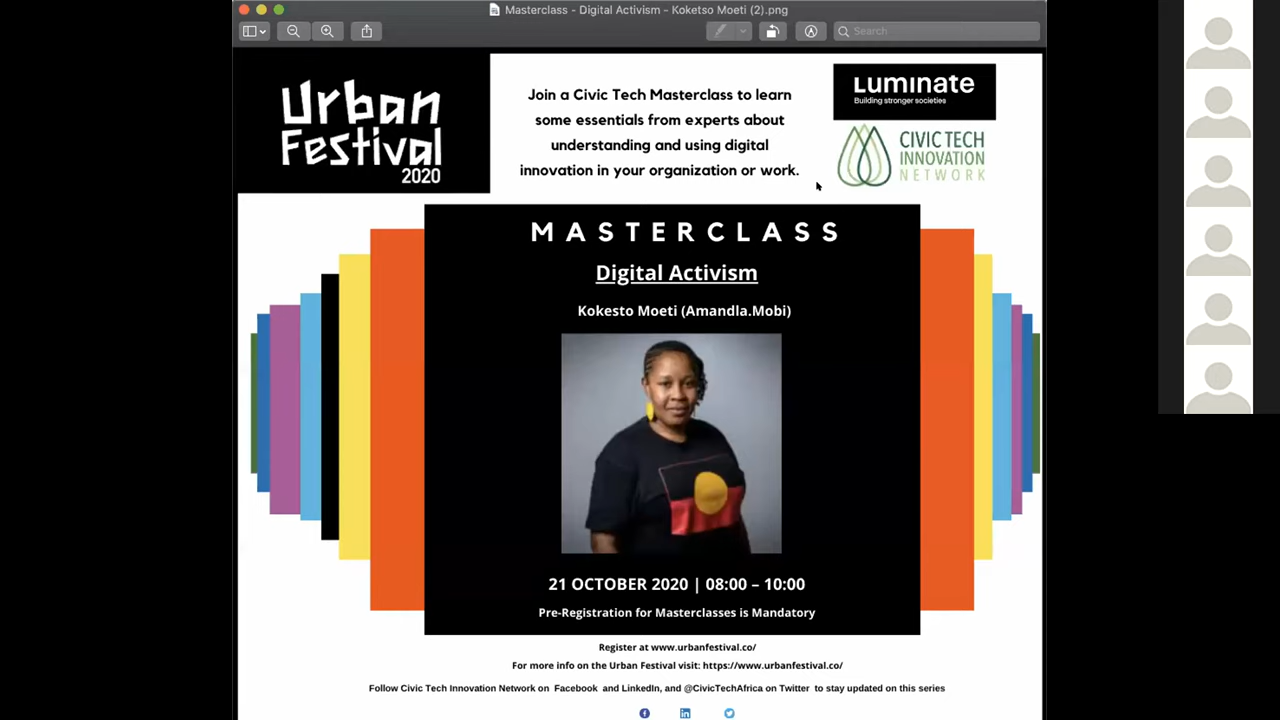 Masterclass - Digital Activism - Koketso Moeti (2).png
Search
Urban
Festival
2020
Join a Civic Tech Masterclass to learn
some essentials from experts about
understanding and using digital
innovation in your organization or work.
Luminate
Building stronger societies
CIVIC TECH
INNOVATION
NETWORK
MASTERCLASS
Digital Activism
Kokesto Moeti (Amandla.Mobi)
21 OCTOBER 2020 | 08:00 – 10:00
Pre-Registration for Masterclasses is Mandatory
Register at www.urbanfestival.co/
For more info on the Urban Festival visit: https://www.urbanfestival.co/
Follow Civic Tech Innovation Network on Facebook and LinkedIn, and @CivicTechAfrica on Twitter to stay updated on this series